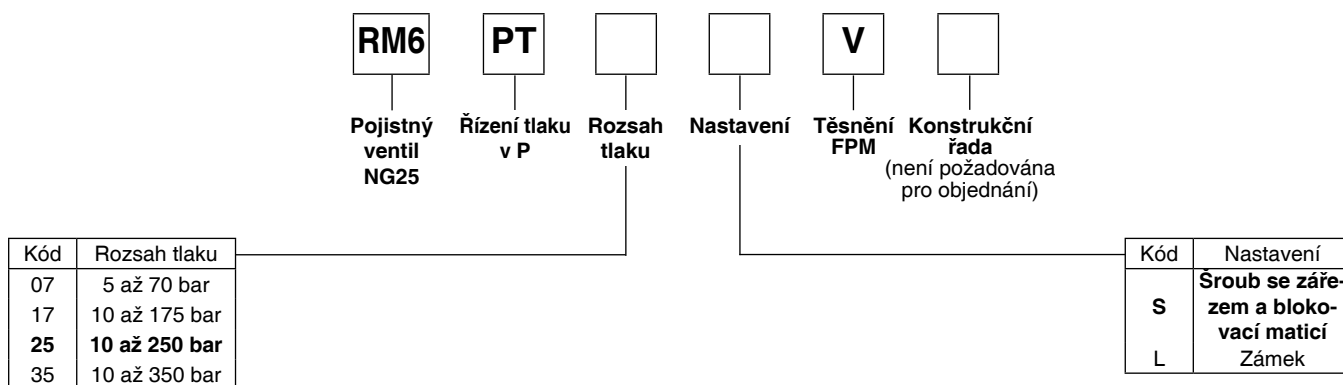 RM6 PT V
Pojistný ventil NG25
Řízení tlaku v P
Rozsah tlaku
Nastavení
Těsnění FPM
Konstrukční řada
(není požadována pro objednání)
Kód Rozsah tlaku
07 5 až 70 bar
17 10 až 175 bar
25 10 až 250 bar
35 10 až 350 bar
Kód Nastavení
S Šroub se záře-
zem a bloko-
vací maticí
L Zámek